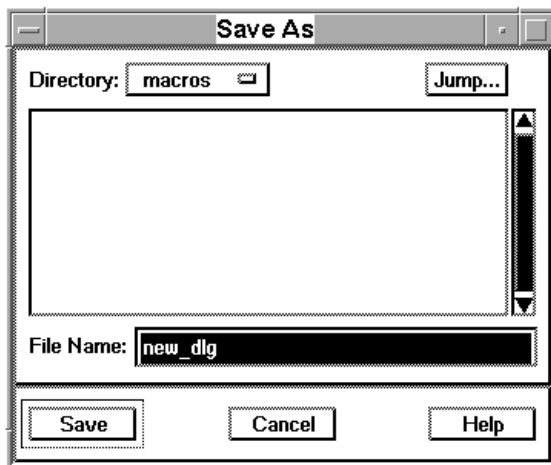 Save As
Directory: macros Jump...
File Name: new_dlg
Save Cancel Help